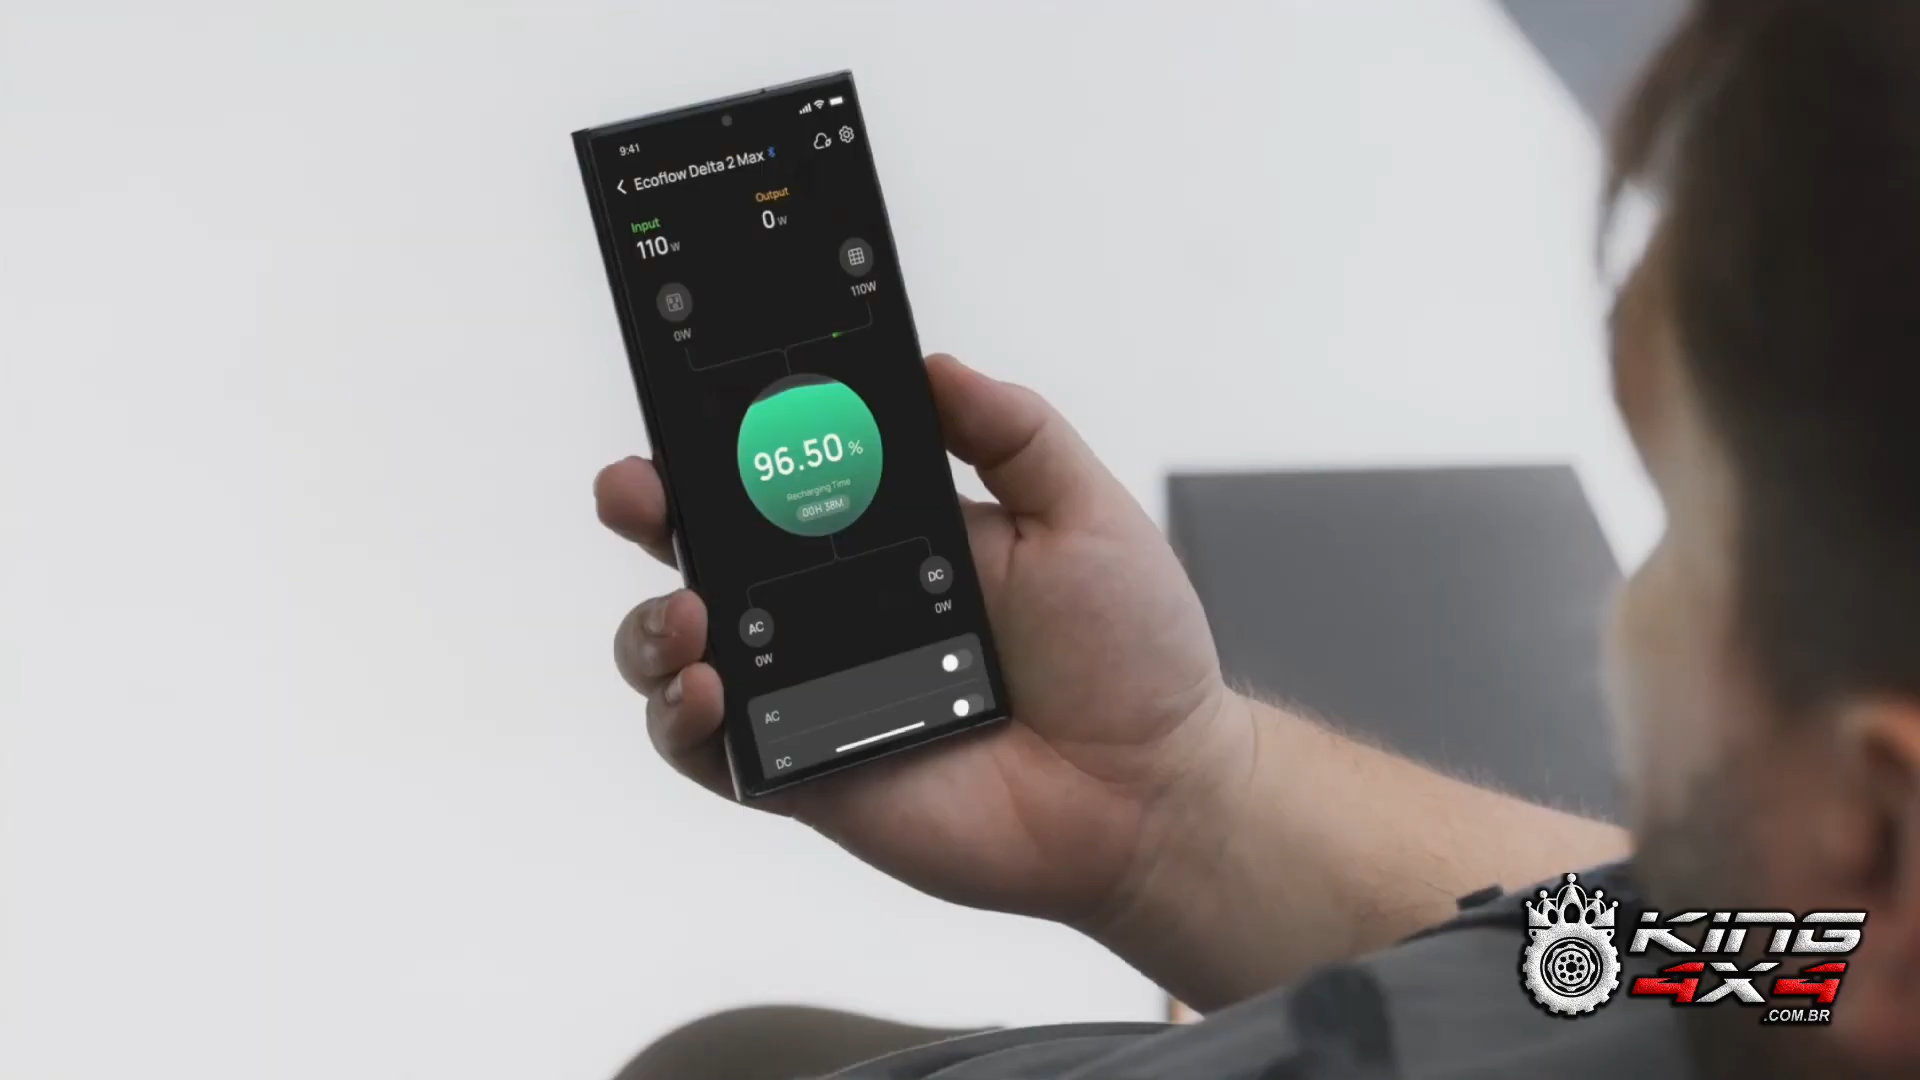 9:41
Ecoflow Delta 2 Max
Input
110 W
Output
0 W
0W
110W
96.50 %
Recharging Time
00H 38M
AC
0W
DC
0W
AC
DC
KING
4X4
.COM.BR